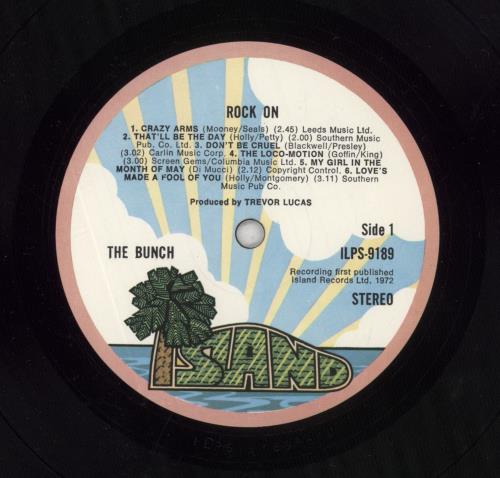 ROCK ON
1. CRAZY ARMS (Mooney/Seals) (2.45) Leeds Music Ltd.
2. THAT'LL BE THE DAY (Holly/Petty) (2.00) Southern Music
Pub. Co. Ltd. 3. DON'T BE CRUEL (Blackwell/Presley)
(3.02) Carlin Music Corp. 4. THE LOCO-MOTION (Goffin/King)
(3.00) Screen Gems/Columbia Music Ltd. 5. MY GIRL IN THE
MONTH OF MAY (Di Mucci) (2.12) Copyright Control. 6. LOVE'S
MADE A FOOL OF YOU (Holly/Montgomery) (3.11) Southern
Music Pub Co.
Produced by TREVOR LUCAS
Side 1
THE BUNCH
ILPS-9189
Recording first published
Island Records Ltd, 1972
STEREO
ISLAND